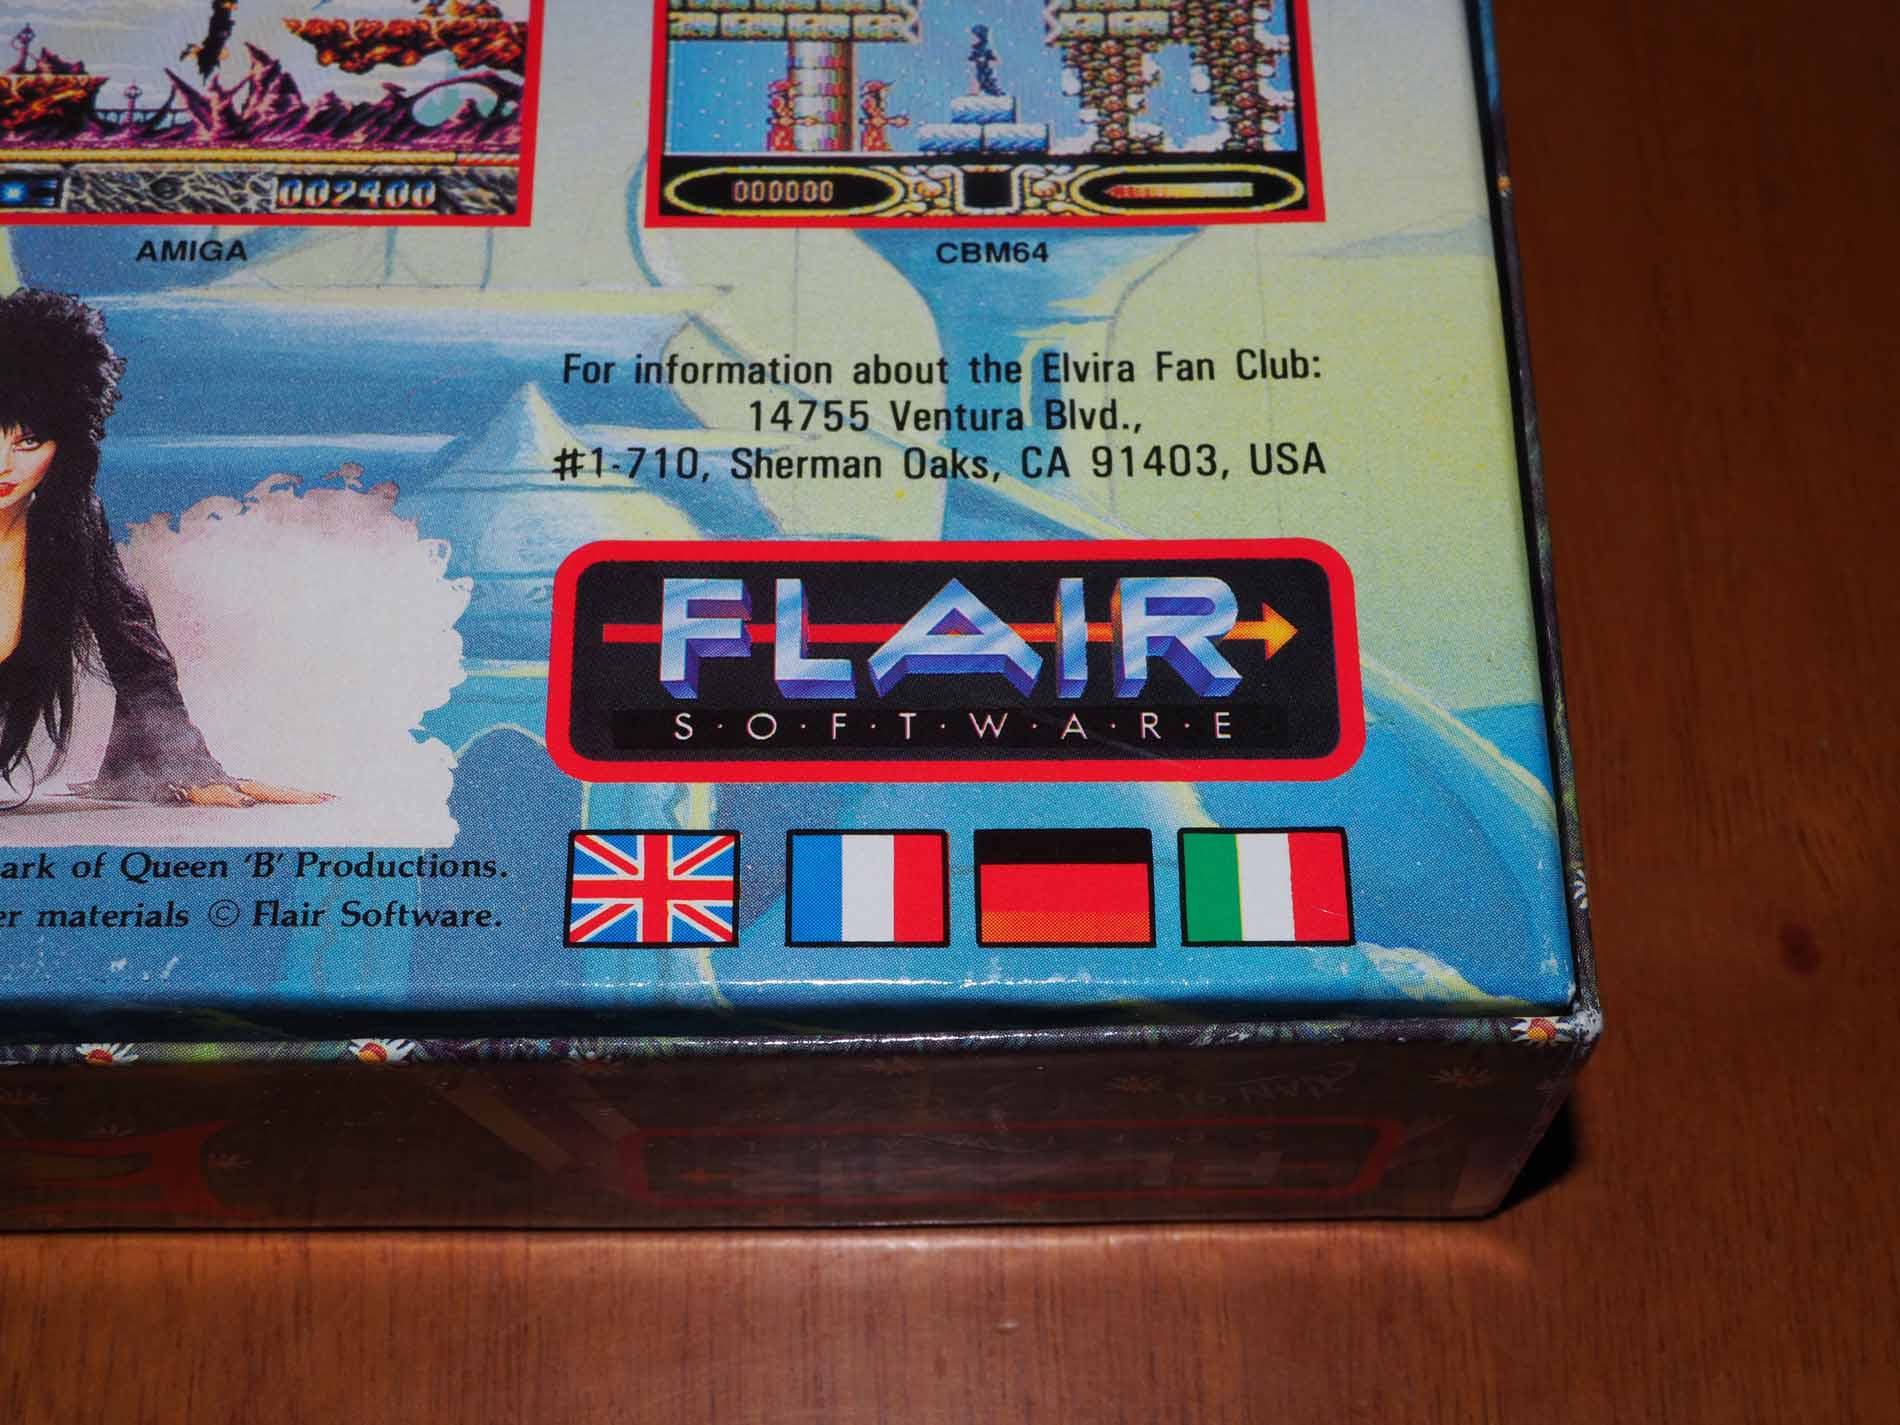 002400
000000
AMIGA
CBM64
For information about the Elvira Fan Club:
14755 Ventura Blvd.,
#1-710, Sherman Oaks, CA 91403, USA
FLAIR
S·O·F·T·W·A·R·E
ark of Queen 'B' Productions.
er materials © Flair Software.